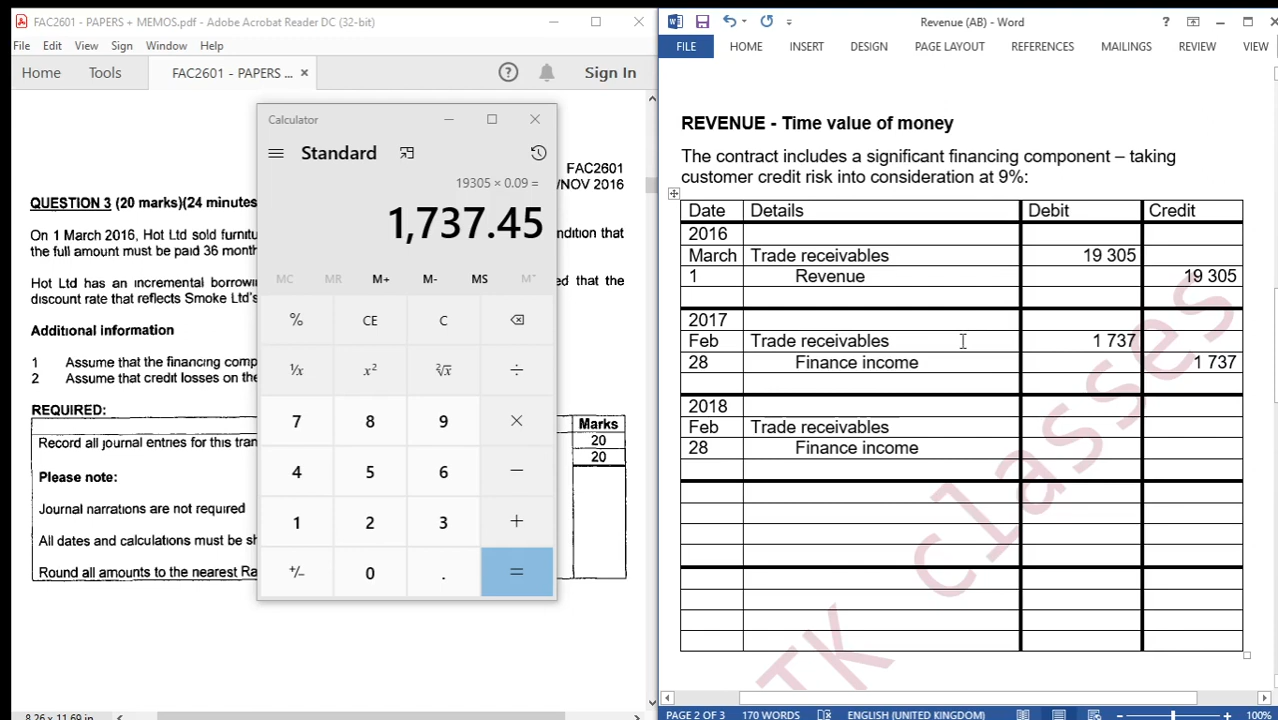 FAC2601 - PAPERS + MEMOS.pdf - Adobe Acrobat Reader DC (32-bit)
File Edit View Sign Window Help
Home Tools FAC2601 - PAPERS ... × ? Sign In
FAC2601
/NOV 2016
QUESTION 3 (20 marks)(24 minutes
On 1 March 2016, Hot Ltd sold furnitu
ndition that
the full amount must be paid 36 month
Hot Ltd has an incremental borrowi
ed that the
discount rate that reflects Smoke Ltd's
Additional information
1 Assume that the financing comp
2 Assume that credit losses on the
REQUIRED:
Marks
Record all journal entries for this tran
20
20
Please note:
Journal narrations are not required
All dates and calculations must be sh
Round all amounts to the nearest Ra
8.26 x 11.69 in
Calculator
Standard
19305 × 0.09 =
1,737.45
MC MR M+ M- MS M˅
% CE C
¹/x x² ²√x ÷
7 8 9 ×
4 5 6 −
1 2 3 +
+/− 0 . =
Revenue (AB) - Word
FILE HOME INSERT DESIGN PAGE LAYOUT REFERENCES MAILINGS REVIEW VIEW
REVENUE - Time value of money
The contract includes a significant financing component – taking
customer credit risk into consideration at 9%:
Date Details Debit Credit
2016
March Trade receivables 19 305
1 Revenue 19 305
2017
Feb Trade receivables 1 737
28 Finance income 1 737
2018
Feb Trade receivables
28 Finance income
TK classes
PAGE 2 OF 3 170 WORDS ENGLISH (UNITED KINGDOM) 100%